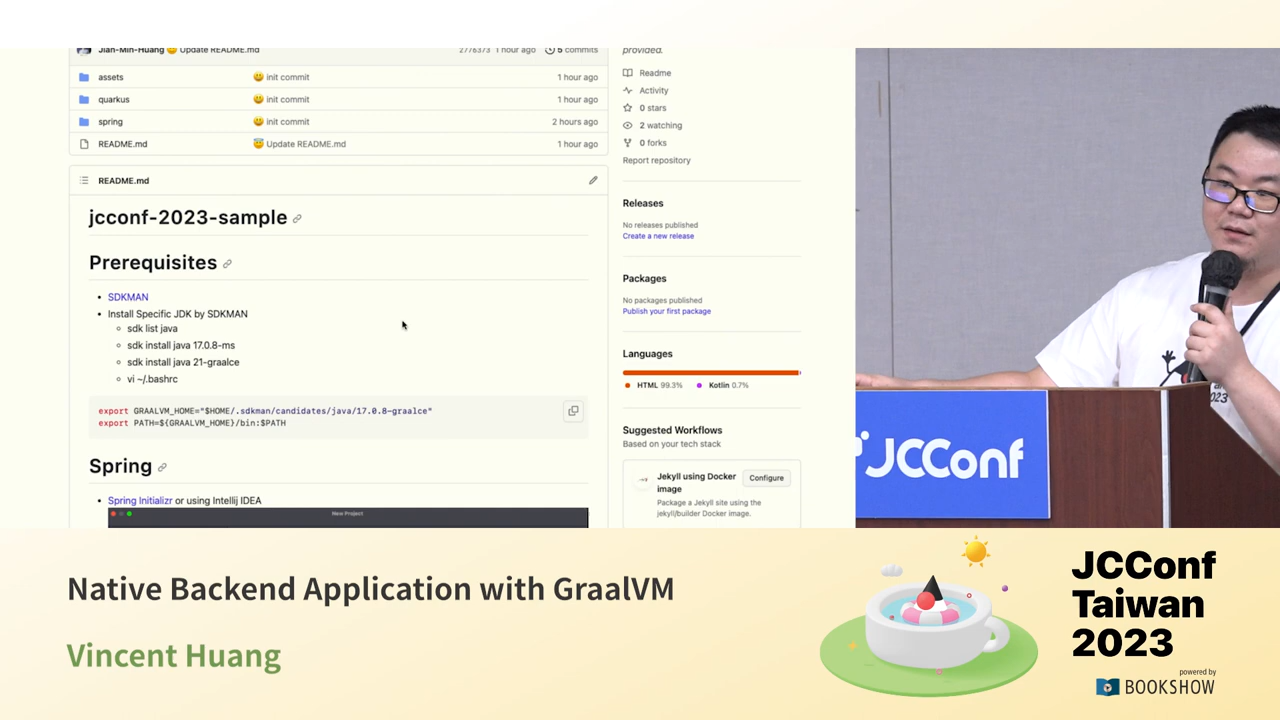 Jian-Min-Huang Update README.md 2776373 1 hour ago 5 commits
assets init commit 1 hour ago
quarkus init commit 1 hour ago
spring init commit 2 hours ago
README.md Update README.md 1 hour ago
README.md
jcconf-2023-sample
Prerequisites
SDKMAN
Install Specific JDK by SDKMAN
sdk list java
sdk install java 17.0.8-ms
sdk install java 21-graalce
vi ~/.bashrc
export GRAALVM_HOME="$HOME/.sdkman/candidates/java/17.0.8-graalce"
export PATH=${GRAALVM_HOME}/bin:$PATH
Spring
Spring Initializr or using Intellij IDEA
New Project
provided.
Readme
Activity
0 stars
2 watching
0 forks
Report repository
Releases
No releases published
Create a new release
Packages
No packages published
Publish your first package
Languages
HTML 99.3% Kotlin 0.7%
Suggested Workflows
Based on your tech stack
Jekyll using Docker
image
Configure
Package a Jekyll site using the
jekyll/builder Docker image.
JCConf
2023
Native Backend Application with GraalVM
Vincent Huang
JCConf
Taiwan
2023
powered by
BOOKSHOW